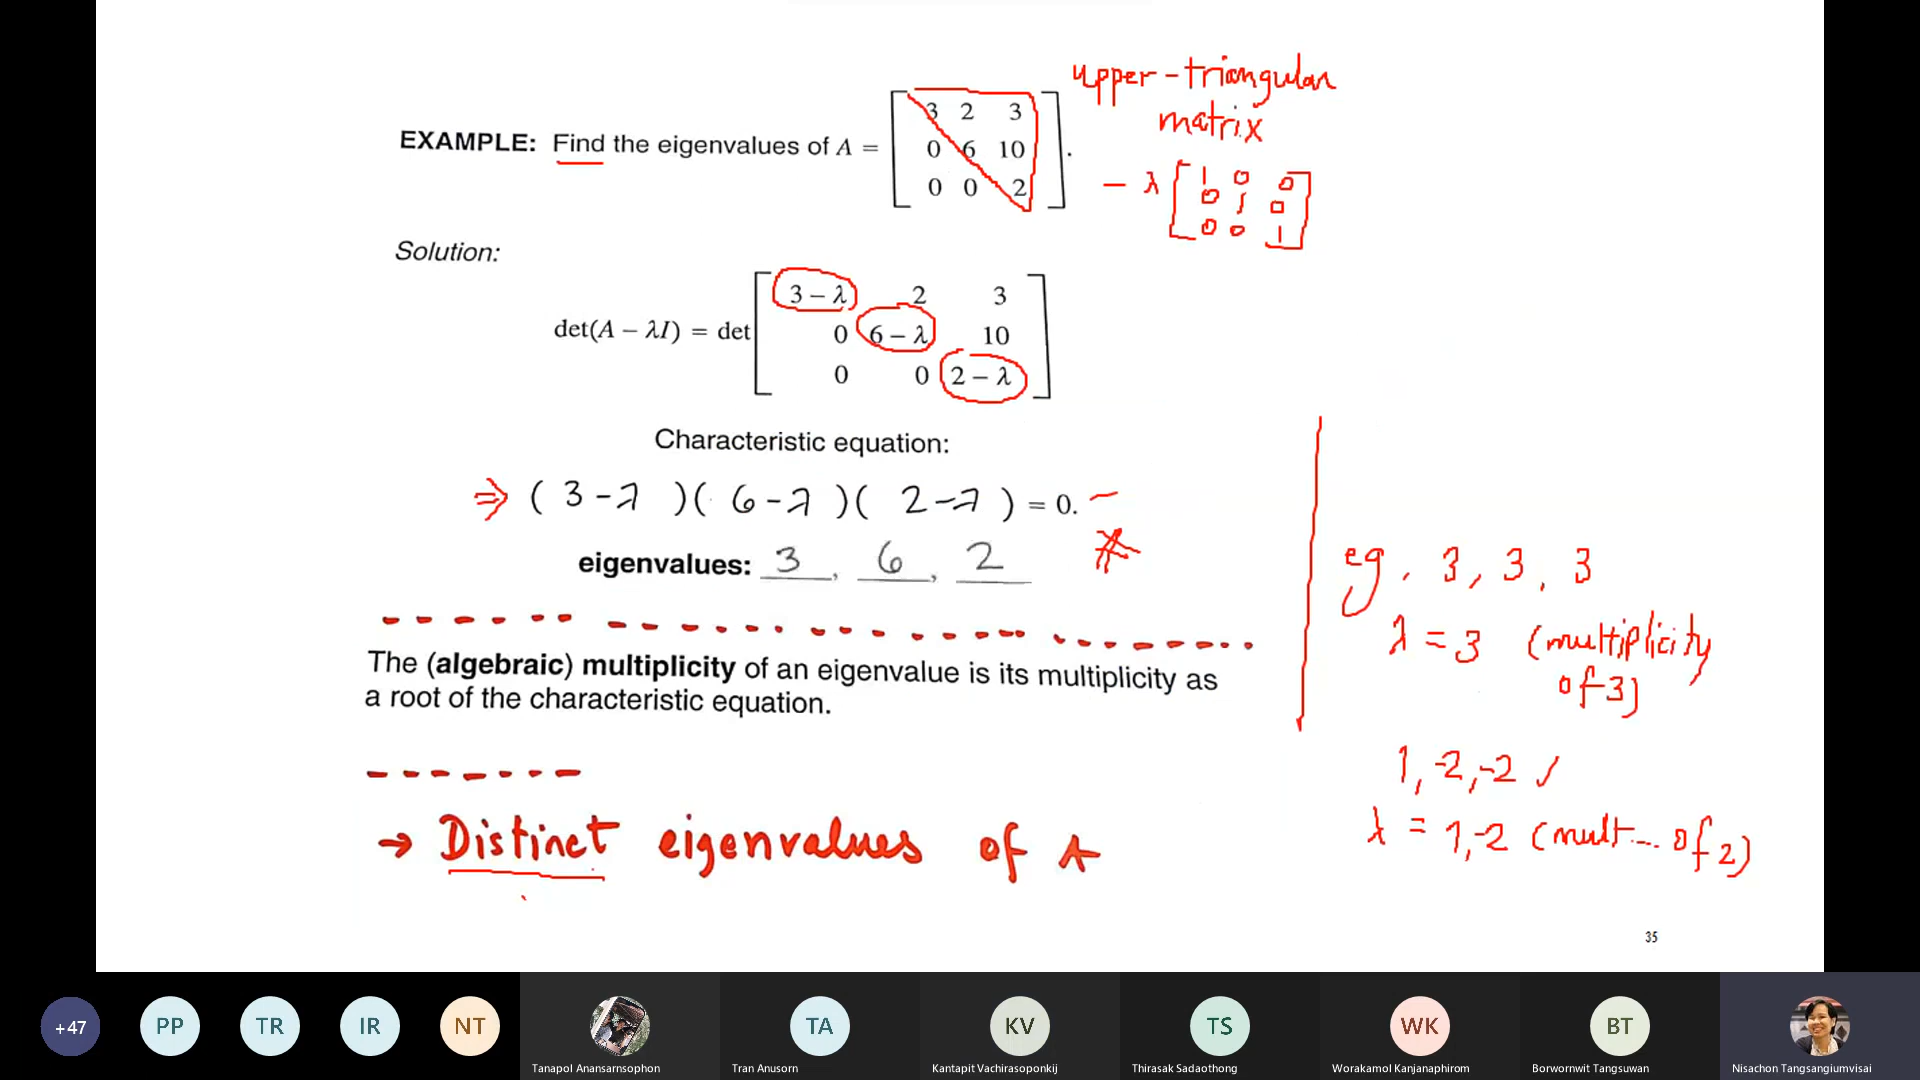 upper-triangular
matrix
EXAMPLE: Find the eigenvalues of A = [ 3 2 3
0 6 10
0 0 2 ] .
- λ [ 1 0 0
0 1 0
0 0 1 ]
Solution:
det(A − λI) = det [ 3 − λ 2 3
0 6 − λ 10
0 0 2 − λ ]
Characteristic equation:
⇒ ( 3 - λ )( 6 - λ )( 2 - λ ) = 0.
eigenvalues: 3 , 6 , 2
The (algebraic) multiplicity of an eigenvalue is its multiplicity as
a root of the characteristic equation.
→ Distinct eigenvalues of A
eg. 3, 3, 3
λ = 3 (multiplicity
of 3)
1, -2, -2 ✓
λ = 1, -2 (mult... of 2)
35
+47
PP
TR
IR
NT
TA
KV
TS
WK
BT
Tanapol Anansarnsophon
Tran Anusorn
Kantapit Vachirasoponkij
Thirasak Sadaothong
Worakamol Kanjanaphirom
Borwornwit Tangsuwan
Nisachon Tangsangiumvisai